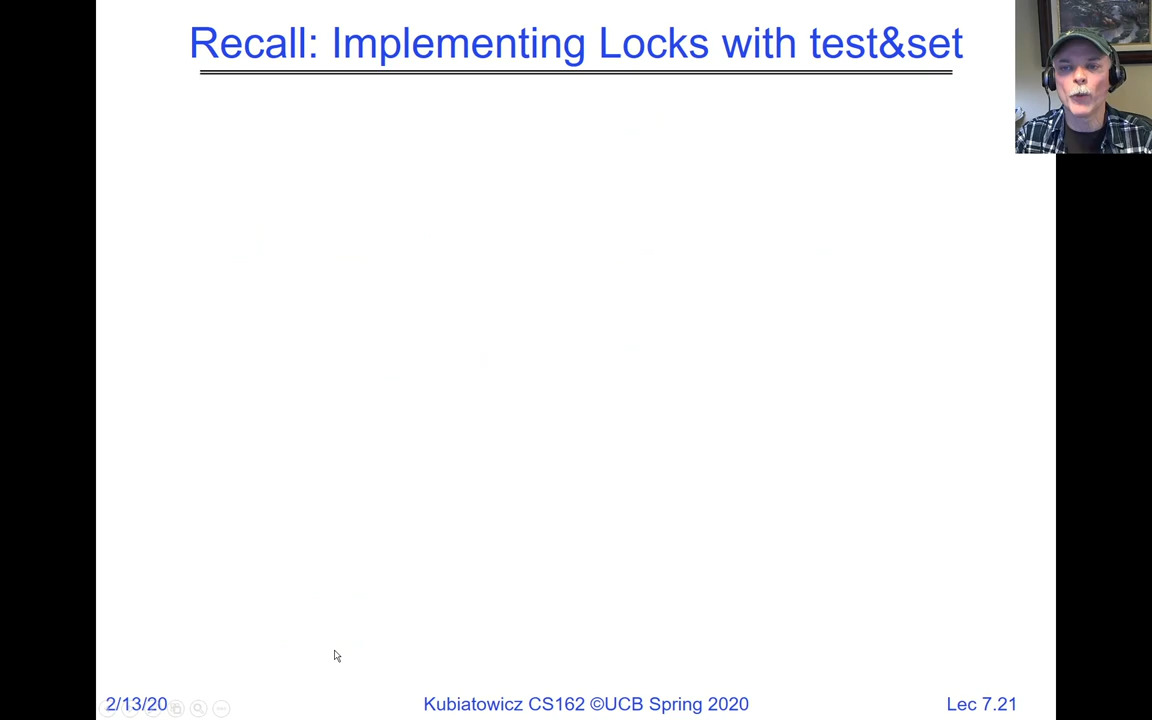 Recall: Implementing Locks with test&set
2/13/20
Kubiatowicz CS162 ©UCB Spring 2020
Lec 7.21